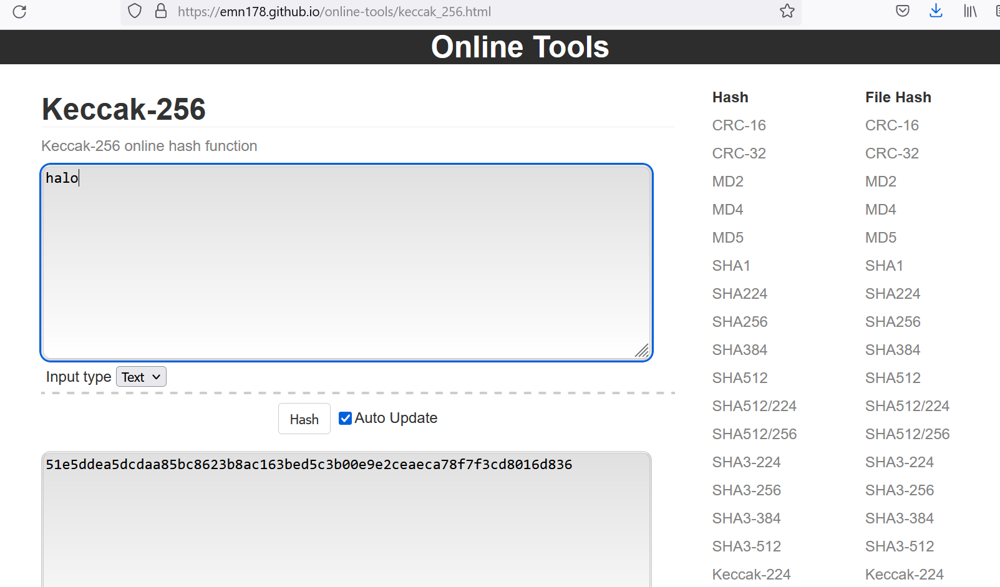 https://emn178.github.io/online-tools/keccak_256.html
Online Tools
Keccak-256
Keccak-256 online hash function
halo
Input type Text
Hash Auto Update
51e5ddea5dcdaa85bc8623b8ac163bed5c3b00e9e2ceaeca78f7f3cd8016d836
Hash
CRC-16
CRC-32
MD2
MD4
MD5
SHA1
SHA224
SHA256
SHA384
SHA512
SHA512/224
SHA512/256
SHA3-224
SHA3-256
SHA3-384
SHA3-512
Keccak-224
File Hash
CRC-16
CRC-32
MD2
MD4
MD5
SHA1
SHA224
SHA256
SHA384
SHA512
SHA512/224
SHA512/256
SHA3-224
SHA3-256
SHA3-384
SHA3-512
Keccak-224